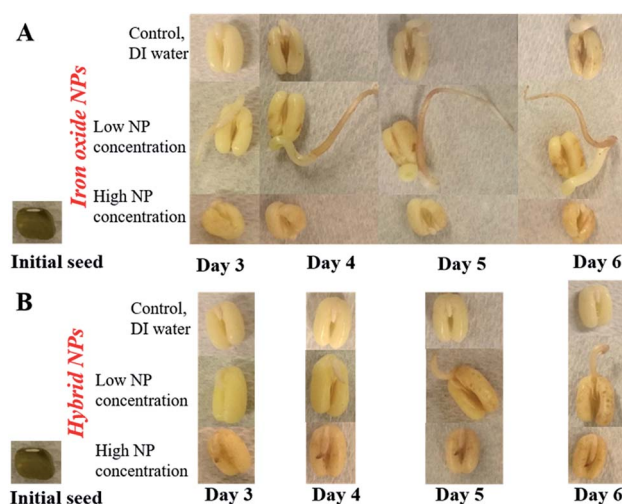 A
Iron oxide NPs
Control,
DI water
Low NP
concentration
High NP
concentration
Initial seed
Day 3
Day 4
Day 5
Day 6
B
Hybrid NPs
Control,
DI water
Low NP
concentration
High NP
concentration
Initial seed
Day 3
Day 4
Day 5
Day 6